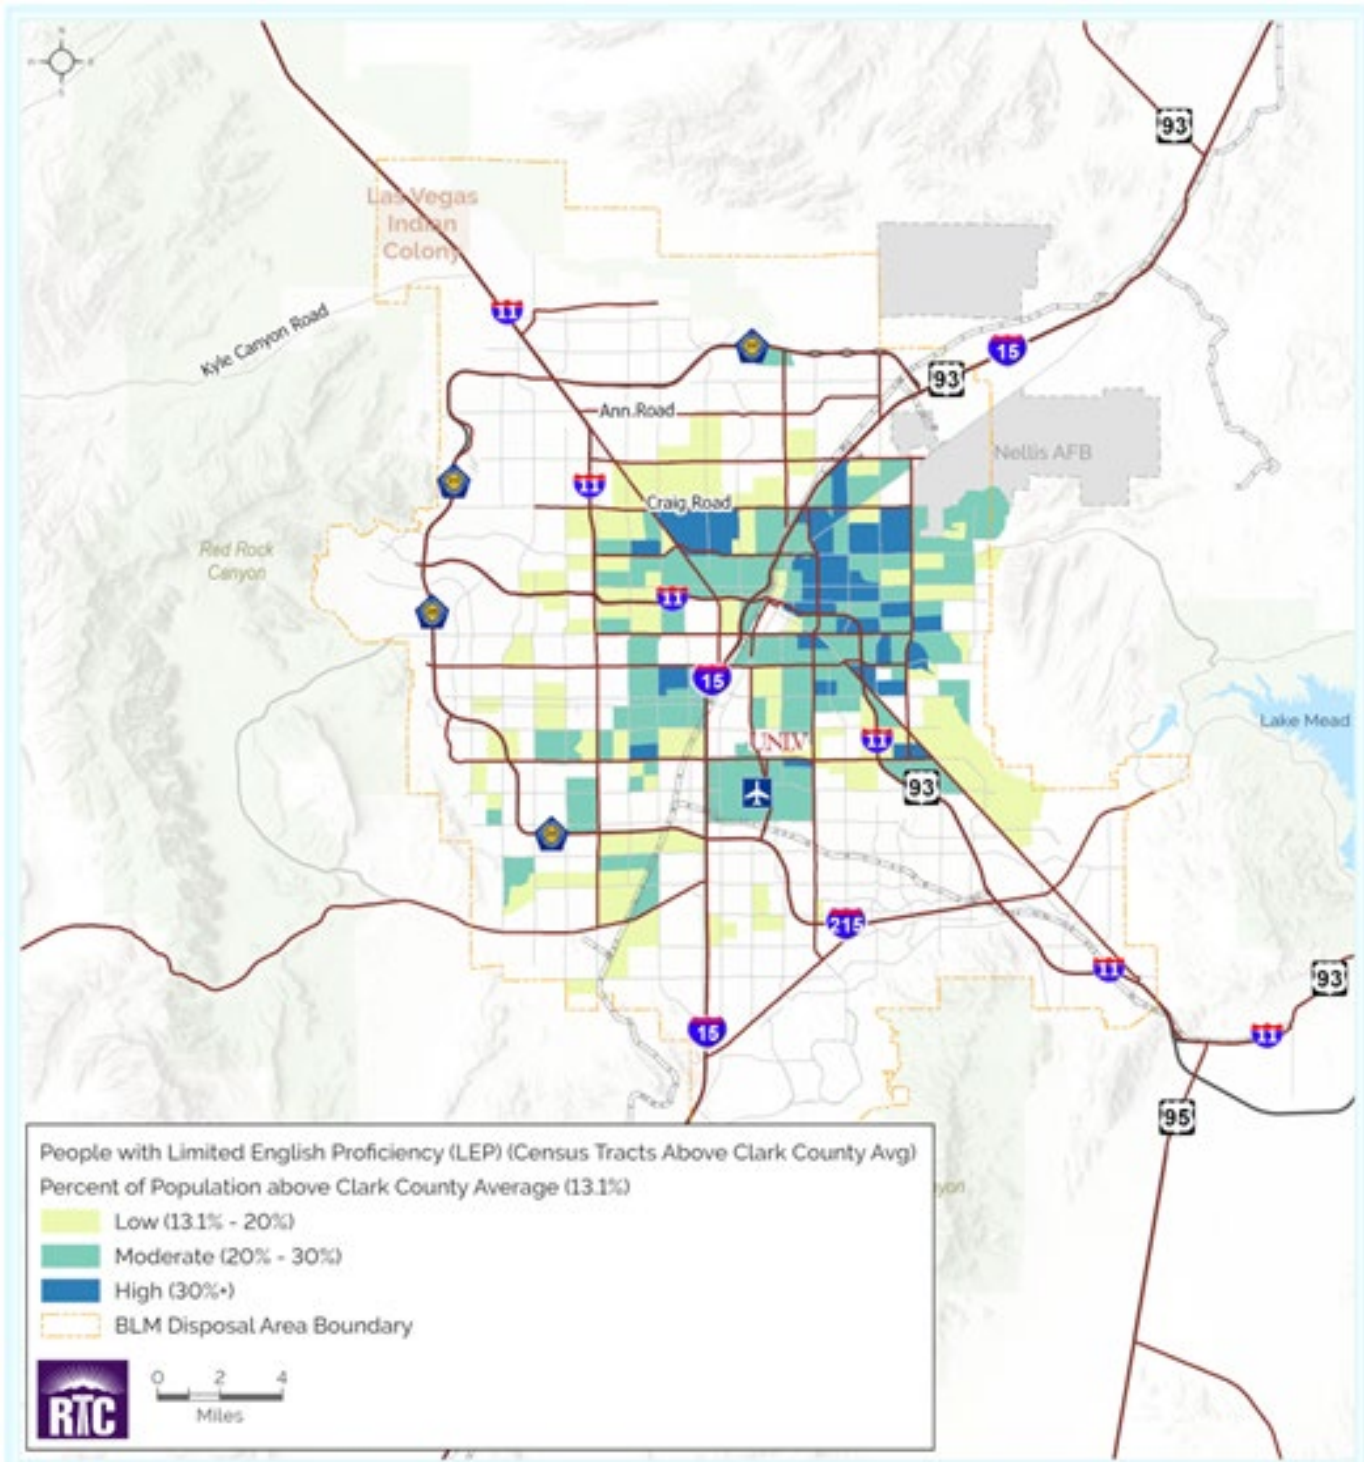 N
93
Las Vegas
Indian
Colony
Kyle Canyon Road
11
15
93
Ann Road
Nellis AFB
11
Craig Road
Red Rock
Canyon
11
15
Lake Mead
UNLV
11
93
215
11
93
15
11
95
yon
People with Limited English Proficiency (LEP) (Census Tracts Above Clark County Avg)
Percent of Population above Clark County Average (13.1%)
Low (13.1% - 20%)
Moderate (20% - 30%)
High (30%+)
BLM Disposal Area Boundary
RTC
0 2 4
Miles